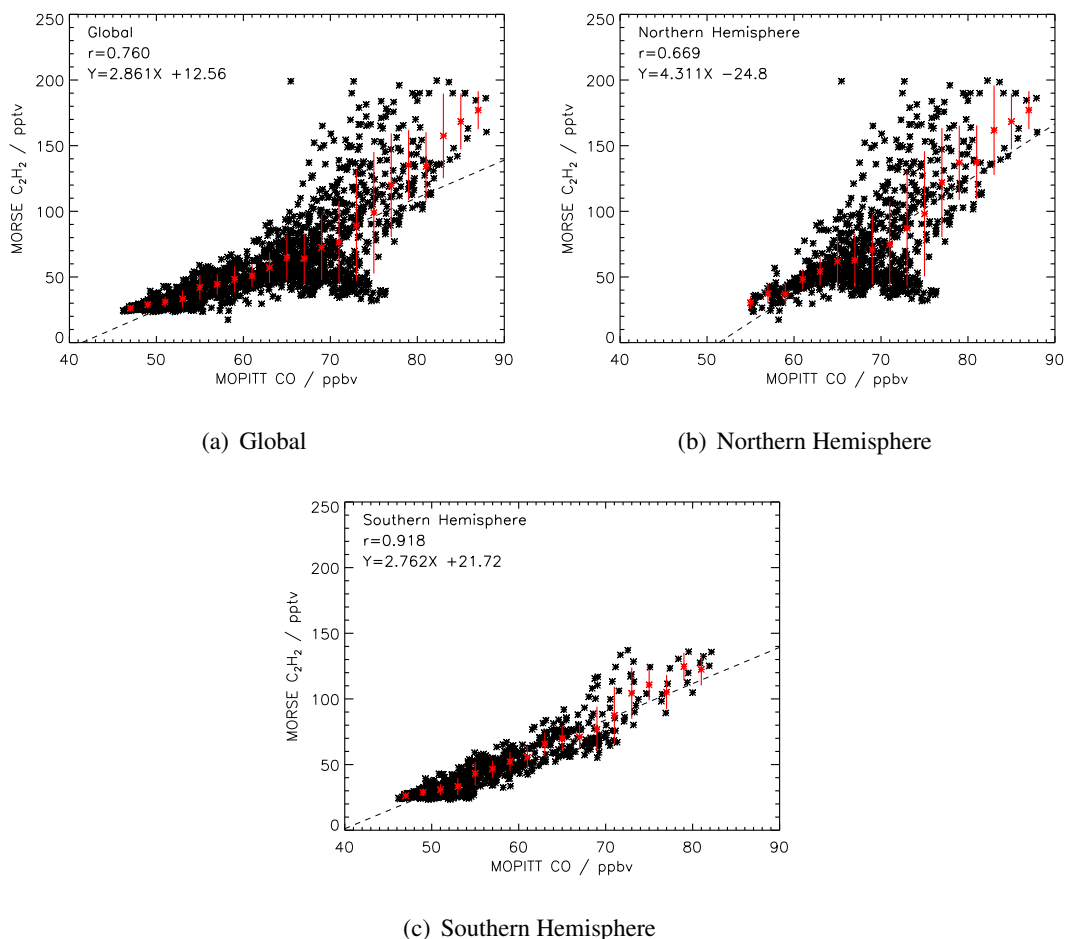 250
200
150
100
50
0
MORSE C₂H₂ / pptv
Global
r=0.760
Y=2.861X +12.56
40 50 60 70 80 90
MOPITT CO / ppbv
(a) Global
250
200
150
100
50
0
MORSE C₂H₂ / pptv
Northern Hemisphere
r=0.669
Y=4.311X −24.8
40 50 60 70 80 90
MOPITT CO / ppbv
(b) Northern Hemisphere
250
200
150
100
50
0
MORSE C₂H₂ / pptv
Southern Hemisphere
r=0.918
Y=2.762X +21.72
40 50 60 70 80 90
MOPITT CO / ppbv
(c) Southern Hemisphere